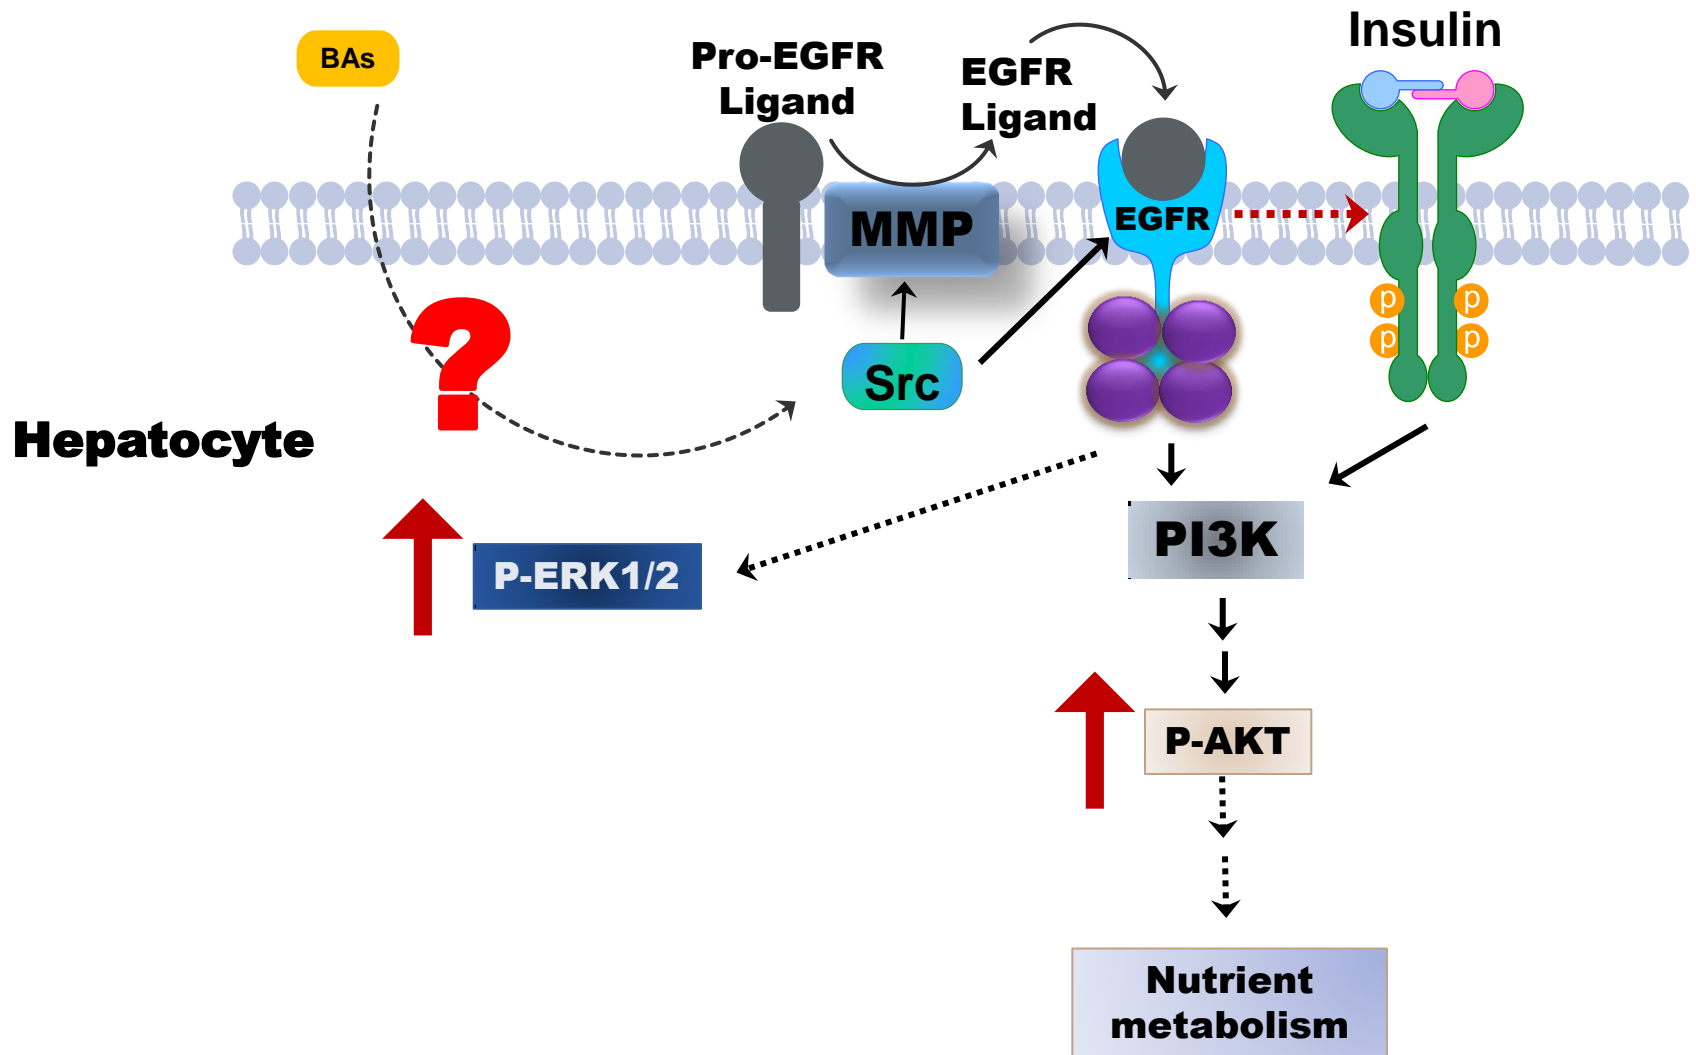 BAs
Pro-EGFR
Ligand
EGFR
Ligand
Insulin
MMP
EGFR
?
p
p
p
p
Src
Hepatocyte
P-ERK1/2
PI3K
P-AKT
Nutrient
metabolism